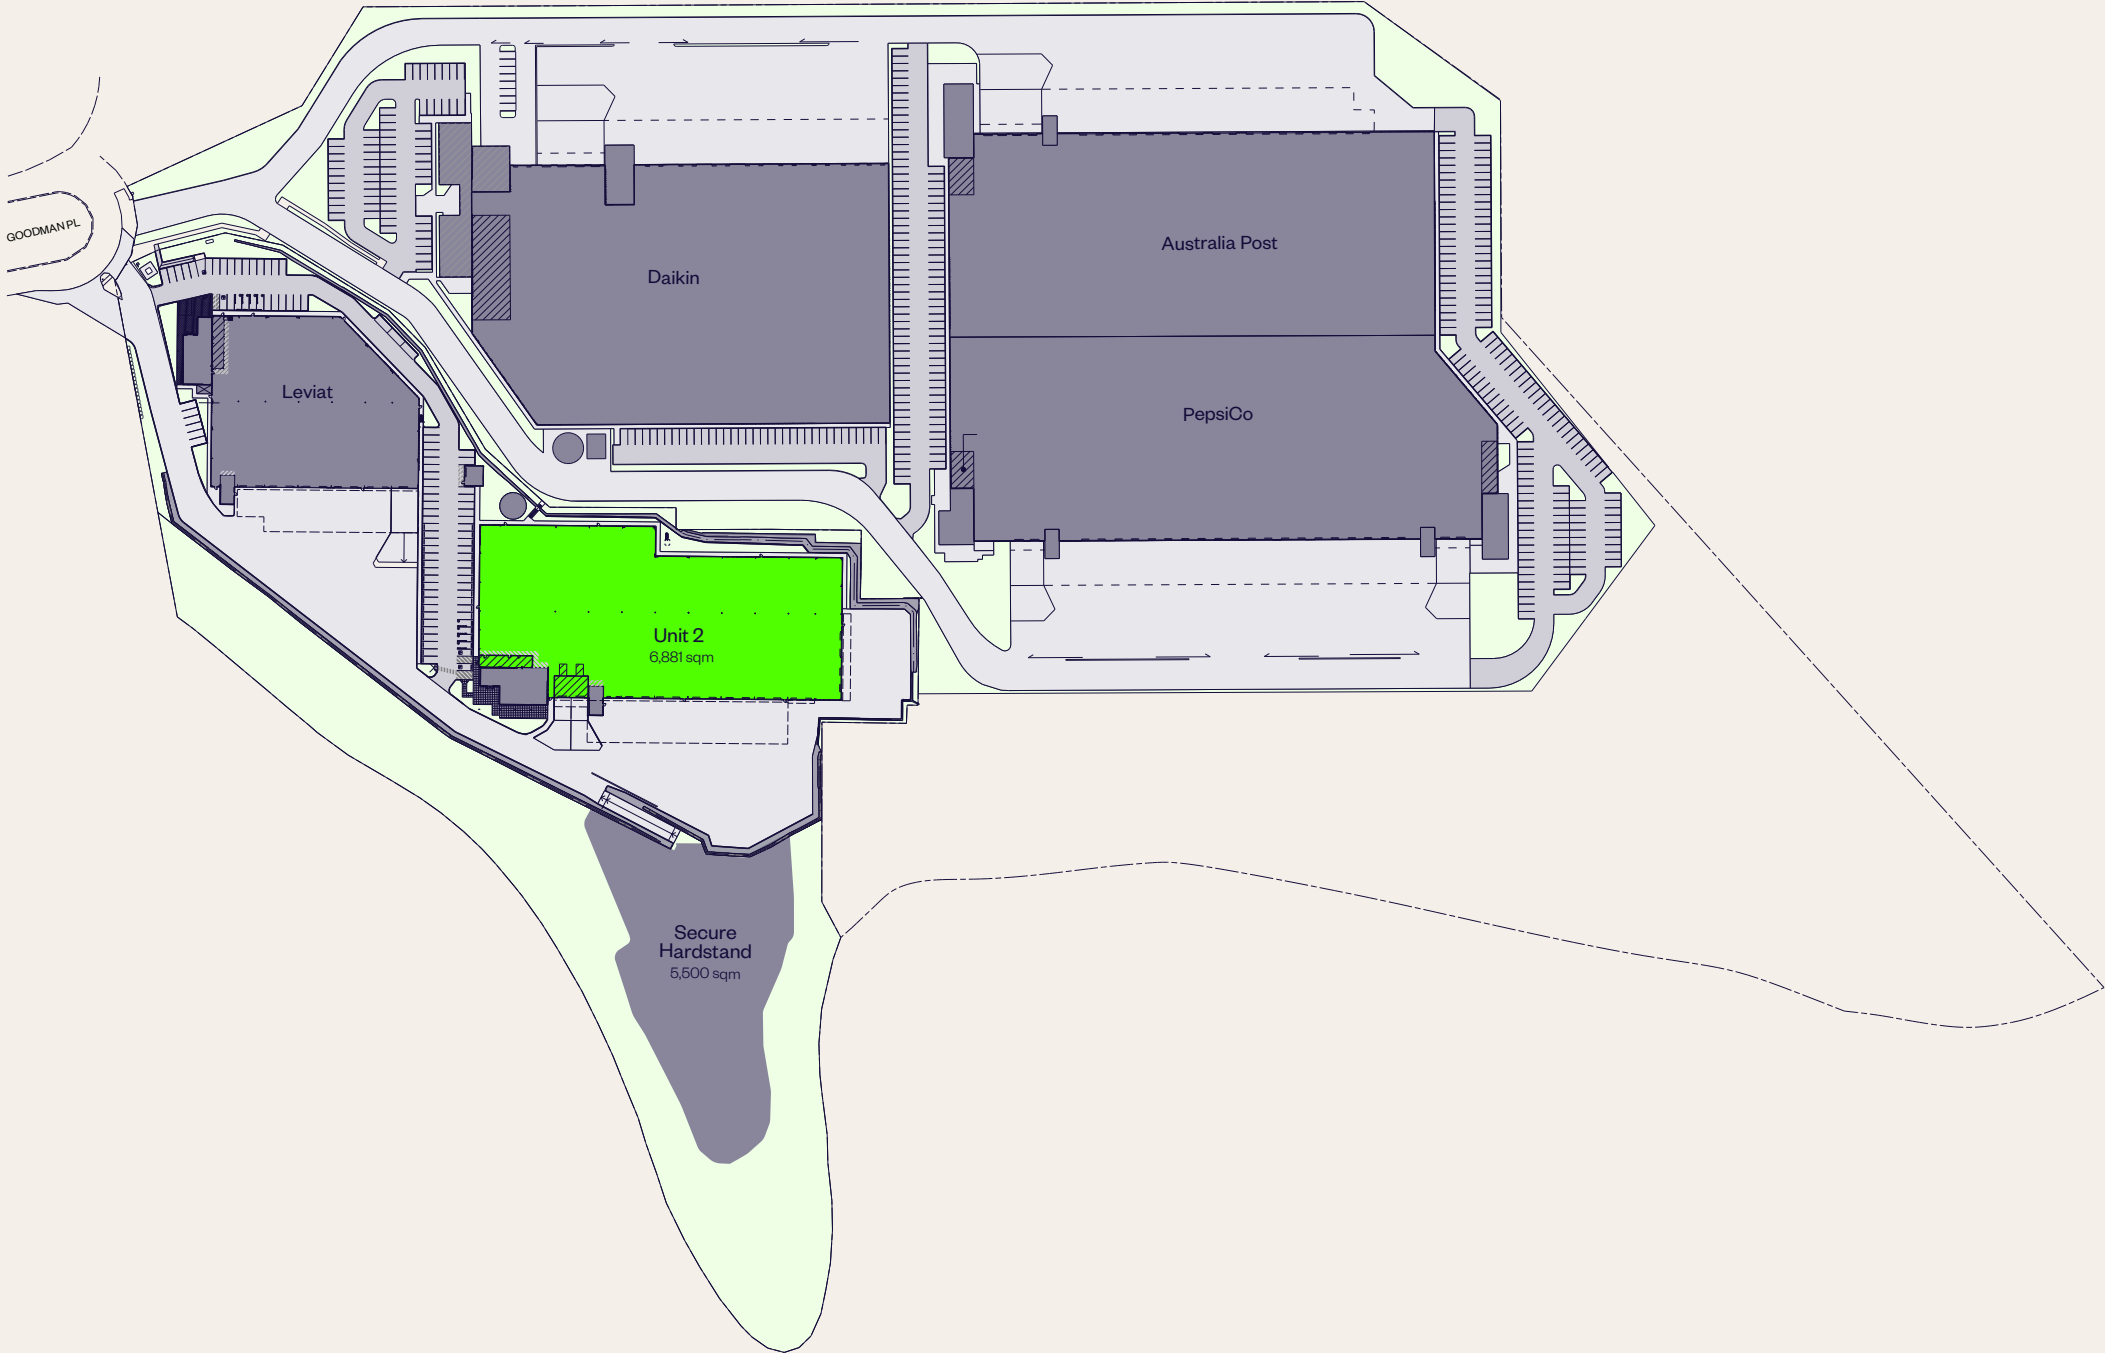 GOODMAN PL
Daikin
Australia Post
Leviat
PepsiCo
Unit 2
6,881 sqm
Secure
Hardstand
5,500 sqm